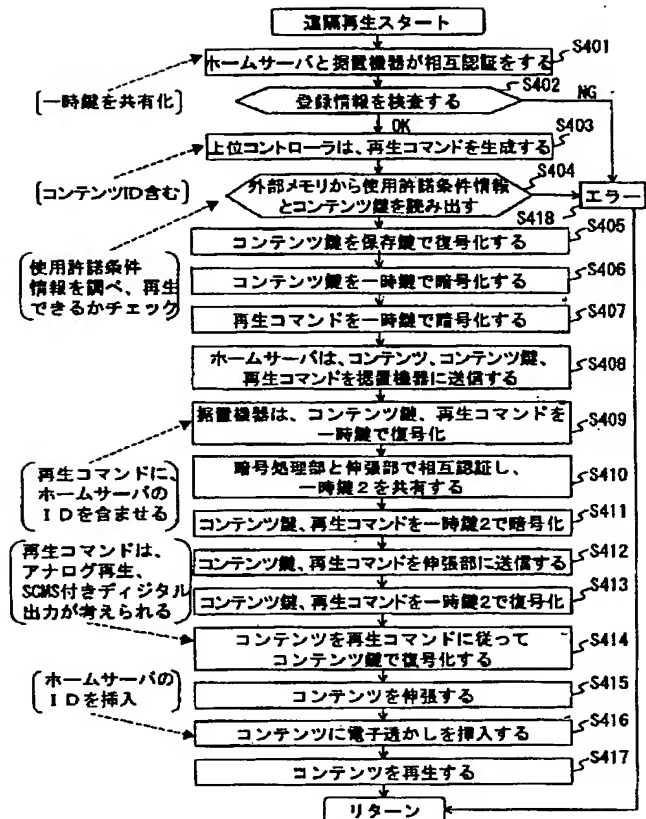 遠隔再生スタート
S401
ホームサーバと据置機器が相互認証をする
S402
[一時鍵を共有化]
登録情報を検査する
NG
OK
S403
上位コントローラは、再生コマンドを生成する
S404
[コンテンツID含む]
外部メモリから使用許諾条件情報
とコンテンツ鍵を読み出す
エラー
S418
S405
コンテンツ鍵を保存鍵で復号化する
使用許諾条件
情報を調べ、再生
できるかチェック
S406
コンテンツ鍵を一時鍵で暗号化する
S407
再生コマンドを一時鍵で暗号化する
S408
ホームサーバは、コンテンツ、コンテンツ鍵、
再生コマンドを据置機器に送信する
S409
据置機器は、コンテンツ鍵、再生コマンドを
一時鍵で復号化
再生コマンドに、
ホームサーバの
IDを含ませる
S410
暗号処理部と伸張部で相互認証し、
一時鍵2を共有する
S411
コンテンツ鍵、再生コマンドを一時鍵2で暗号化
再生コマンドは、
アナログ再生、
SCMS付きディジタル
出力が考えられる
S412
コンテンツ鍵、再生コマンドを伸張部に送信する
S413
コンテンツ鍵、再生コマンドを一時鍵2で復号化
S414
コンテンツを再生コマンドに従って
コンテンツ鍵で復号化する
ホームサーバの
IDを挿入
S415
コンテンツを伸張する
S416
コンテンツに電子透かしを挿入する
S417
コンテンツを再生する
リターン